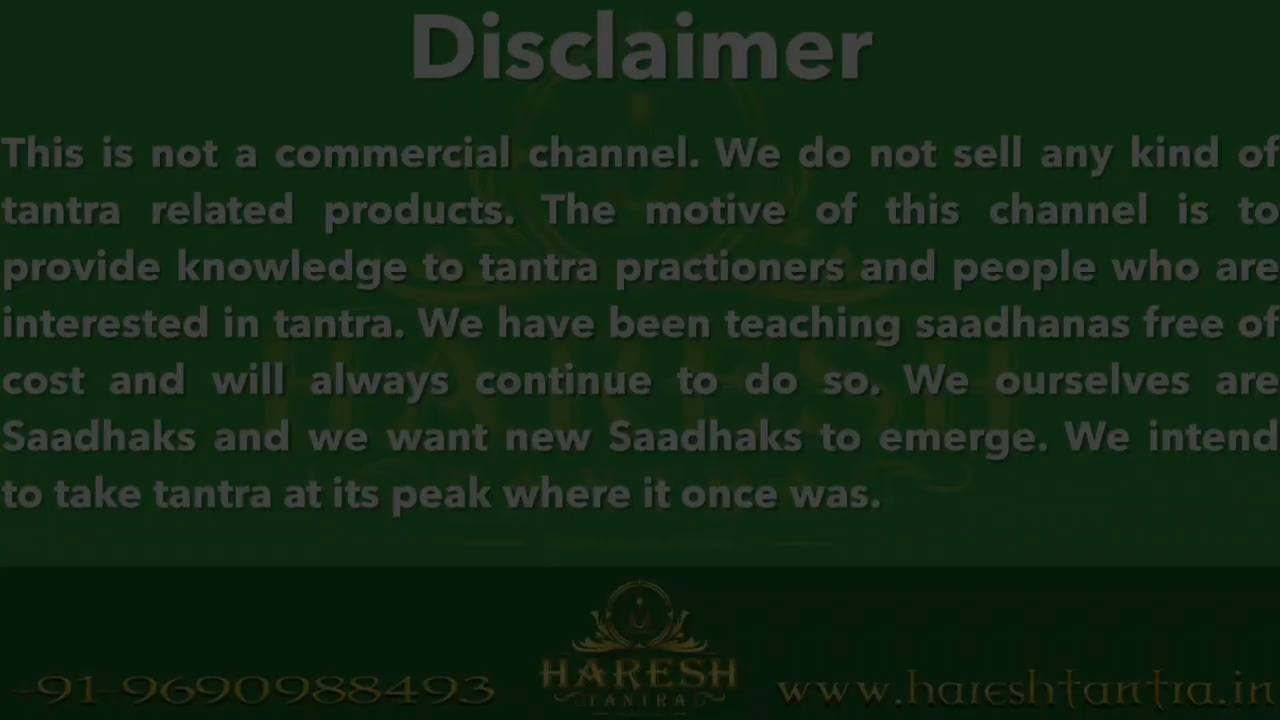 Disclaimer
This is not a commercial channel. We do not sell any kind of
tantra related products. The motive of this channel is to
provide knowledge to tantra practioners and people who are
interested in tantra. We have been teaching saadhanas free of
cost and will always continue to do so. We ourselves are
Saadhaks and we want new Saadhaks to emerge. We intend
to take tantra at its peak where it once was.
HARESH
TANTRA
-91-9690988493
www.hareshtantra.in